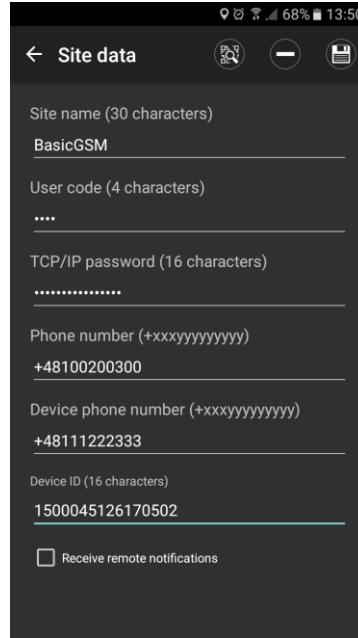 68% 13:50
Site data
Site name (30 characters)
BasicGSM
User code (4 characters)
••••
TCP/IP password (16 characters)
••••••••••••••••
Phone number (+xxxyyyyyyyyy)
+48100200300
Device phone number (+xxxyyyyyyyyy)
+48111222333
Device ID (16 characters)
1500045126170502
Receive remote notifications